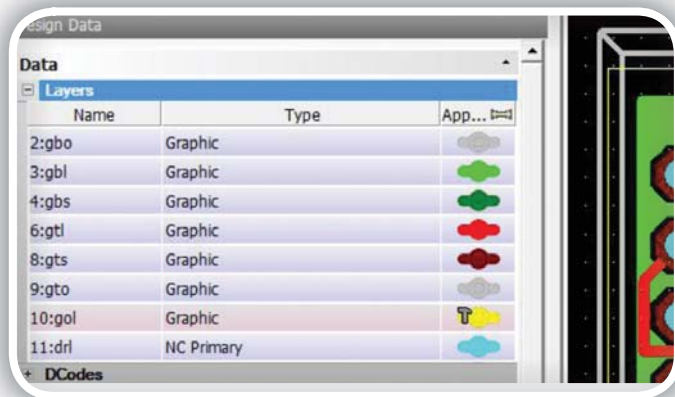 Design Data
Data
Layers
Name Type App...
2:gbo Graphic
3:gbl Graphic
4:gbs Graphic
6:gtl Graphic
8:gts Graphic
9:gto Graphic
10:gol Graphic T
11:drl NC Primary
DCodes